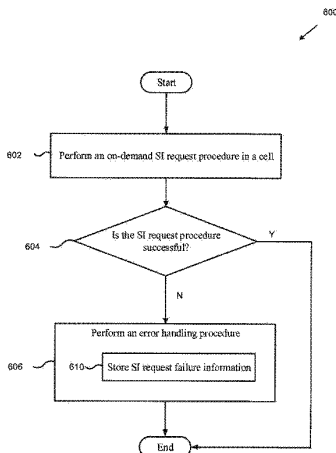 600
Start
602
Perform an on-demand SI request procedure in a cell
604
Is the SI request procedure
successful?
Y
N
Perform an error handling procedure
606
610
Store SI request failure information
End